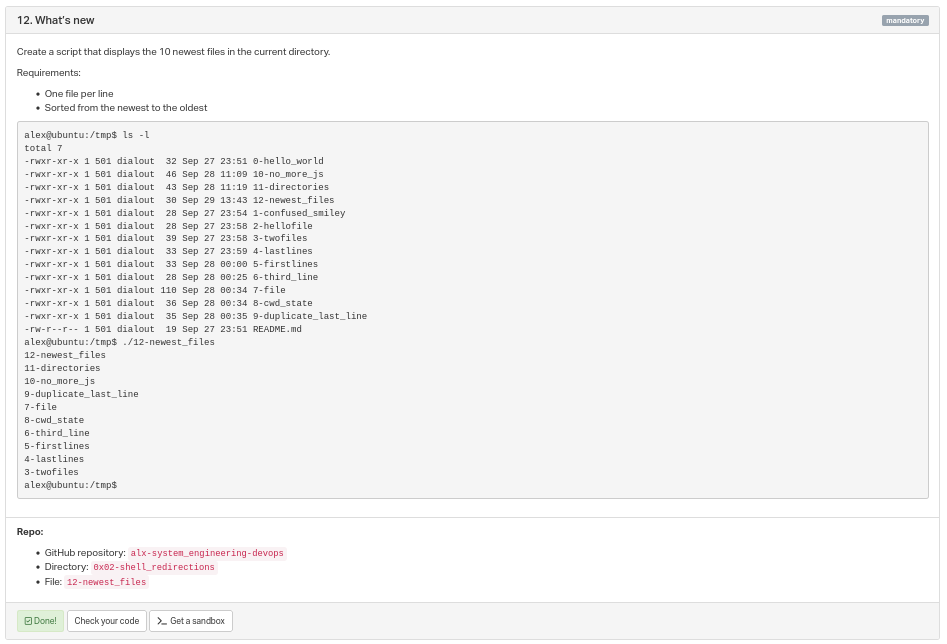 12. What's new
mandatory
Create a script that displays the 10 newest files in the current directory.
Requirements:
• One file per line
• Sorted from the newest to the oldest
alex@ubuntu:/tmp$ ls -l
total 7
-rwxr-xr-x 1 501 dialout  32 Sep 27 23:51 0-hello_world
-rwxr-xr-x 1 501 dialout  46 Sep 28 11:09 10-no_more_js
-rwxr-xr-x 1 501 dialout  43 Sep 28 11:19 11-directories
-rwxr-xr-x 1 501 dialout  30 Sep 29 13:43 12-newest_files
-rwxr-xr-x 1 501 dialout  28 Sep 27 23:54 1-confused_smiley
-rwxr-xr-x 1 501 dialout  28 Sep 27 23:58 2-hellofile
-rwxr-xr-x 1 501 dialout  39 Sep 27 23:58 3-twofiles
-rwxr-xr-x 1 501 dialout  33 Sep 27 23:59 4-lastlines
-rwxr-xr-x 1 501 dialout  33 Sep 28 00:00 5-firstlines
-rwxr-xr-x 1 501 dialout  28 Sep 28 00:25 6-third_line
-rwxr-xr-x 1 501 dialout 110 Sep 28 00:34 7-file
-rwxr-xr-x 1 501 dialout  36 Sep 28 00:34 8-cwd_state
-rwxr-xr-x 1 501 dialout  35 Sep 28 00:35 9-duplicate_last_line
-rw-r--r-- 1 501 dialout  19 Sep 27 23:51 README.md
alex@ubuntu:/tmp$ ./12-newest_files
12-newest_files
11-directories
10-no_more_js
9-duplicate_last_line
7-file
8-cwd_state
6-third_line
5-firstlines
4-lastlines
3-twofiles
alex@ubuntu:/tmp$
Repo:
• GitHub repository: alx-system_engineering-devops
• Directory: 0x02-shell_redirections
• File: 12-newest_files
Done! Check your code >_ Get a sandbox